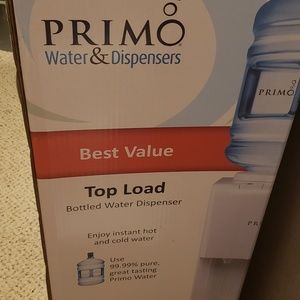 PRIMO
Water & Dispensers
PRIMO
Best Value
Top Load
Bottled Water Dispenser
PRI
Enjoy instant hot
and cold water
Use
99.99% pure,
great tasting
Primo Water